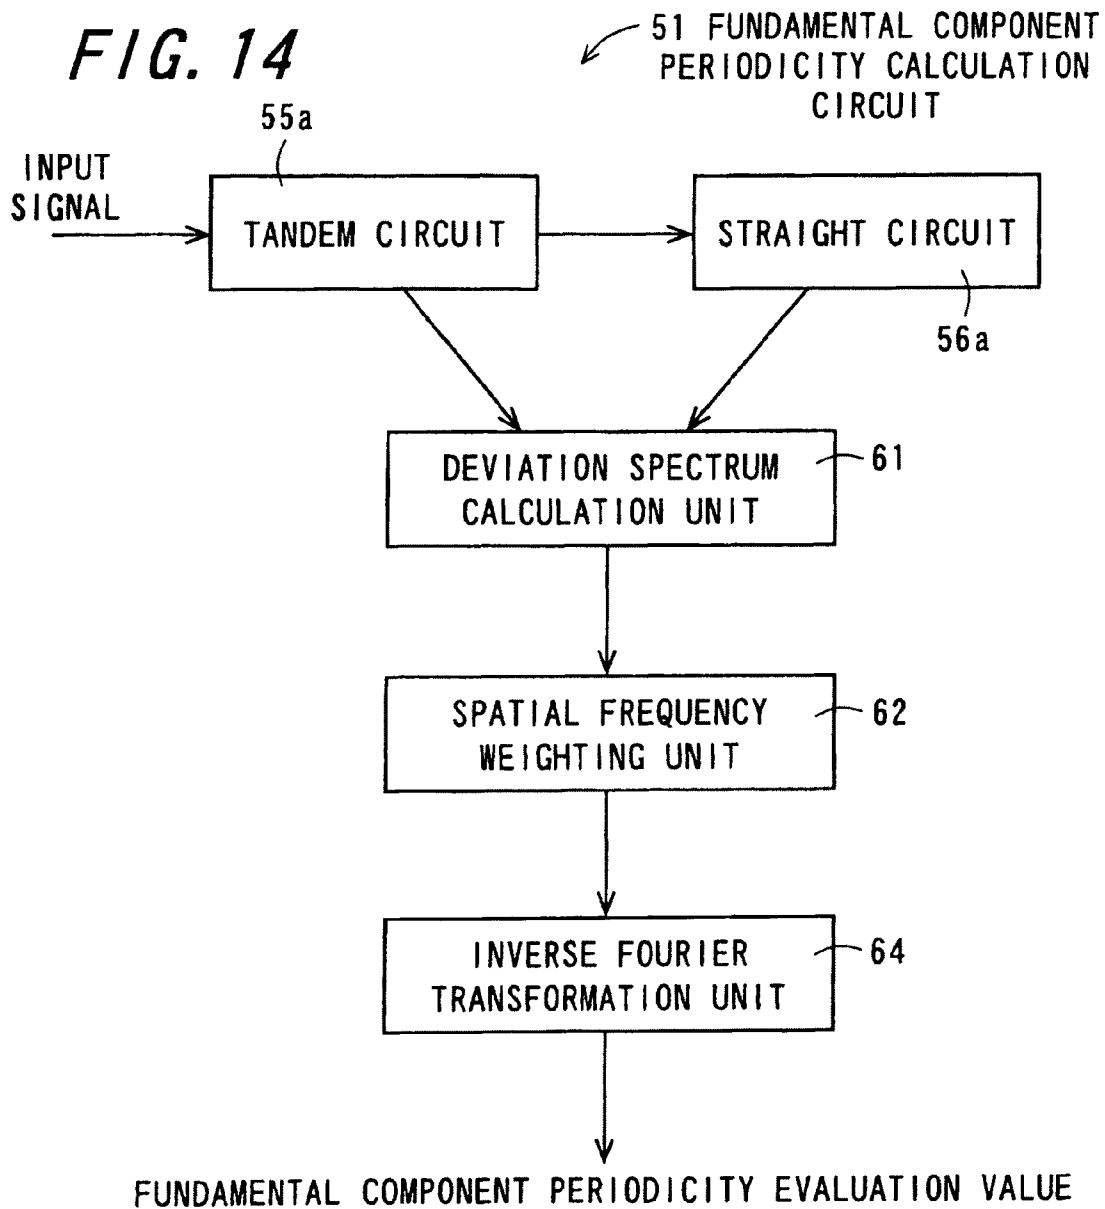 FIG. 14
51 FUNDAMENTAL COMPONENT
PERIODICITY CALCULATION
CIRCUIT
55a
INPUT
SIGNAL
TANDEM CIRCUIT
STRAIGHT CIRCUIT
56a
DEVIATION SPECTRUM
CALCULATION UNIT
61
SPATIAL FREQUENCY
WEIGHTING UNIT
62
INVERSE FOURIER
TRANSFORMATION UNIT
64
FUNDAMENTAL COMPONENT PERIODICITY EVALUATION VALUE